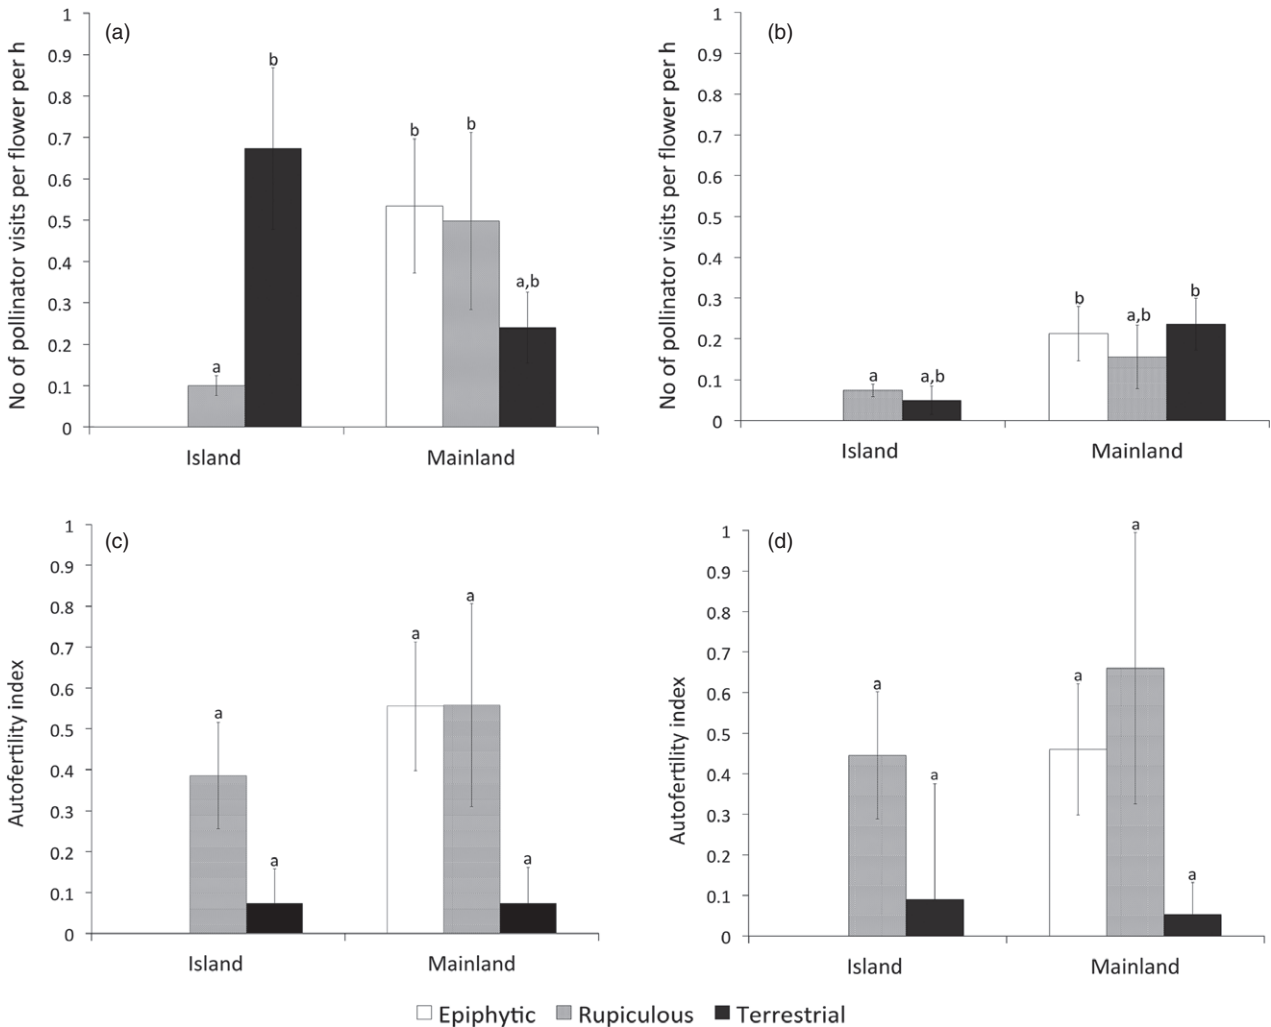 (a)
No of pollinator visits per flower per h
1
0.9
0.8
0.7
0.6
0.5
0.4
0.3
0.2
0.1
0
a
b
b
b
a,b
Island
Mainland
(b)
No of pollinator visits per flower per h
1
0.9
0.8
0.7
0.6
0.5
0.4
0.3
0.2
0.1
0
a
a,b
b
a,b
b
Island
Mainland
(c)
Autofertility index
1
0.9
0.8
0.7
0.6
0.5
0.4
0.3
0.2
0.1
0
a
a
a
a
a
Island
Mainland
(d)
Autofertility index
1
0.9
0.8
0.7
0.6
0.5
0.4
0.3
0.2
0.1
0
a
a
a
a
a
Island
Mainland
Epiphytic Rupiculous Terrestrial